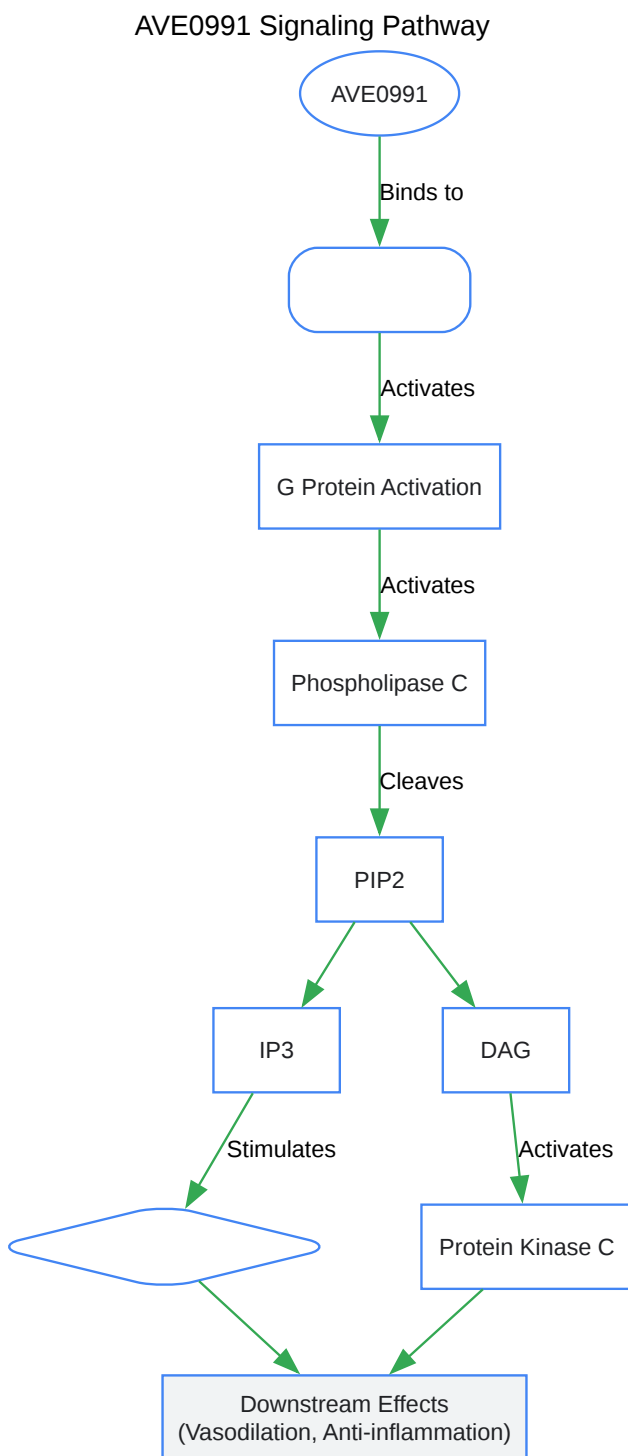 AVE0991 Signaling Pathway
AVE0991
Binds to
Activates
G Protein Activation
Activates
Phospholipase C
Cleaves
PIP2
IP3
DAG
Stimulates
Activates
Protein Kinase C
Downstream Effects
(Vasodilation, Anti-inflammation)